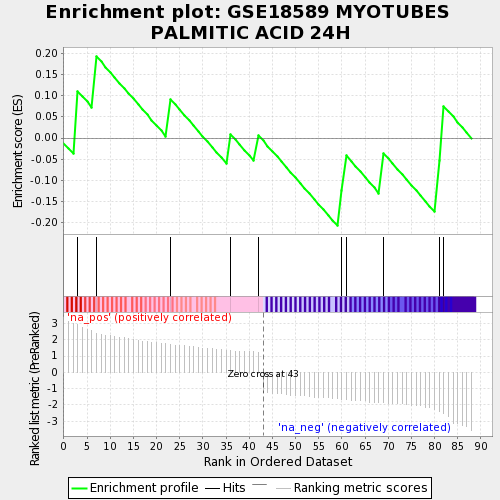 Enrichment plot: GSE18589 MYOTUBES
PALMITIC ACID 24H
Enrichment score (ES)
0.20
0.15
0.10
0.05
0.00
-0.05
-0.10
-0.15
-0.20
'na_pos' (positively correlated)
Ranked list metric (PreRanked)
3
2
1
0
-1
-2
-3
Zero cross at 43
'na_neg' (negatively correlated)
0 5 10 15 20 25 30 35 40 45 50 55 60 65 70 75 80 85 90
Rank in Ordered Dataset
Enrichment profile Hits Ranking metric scores